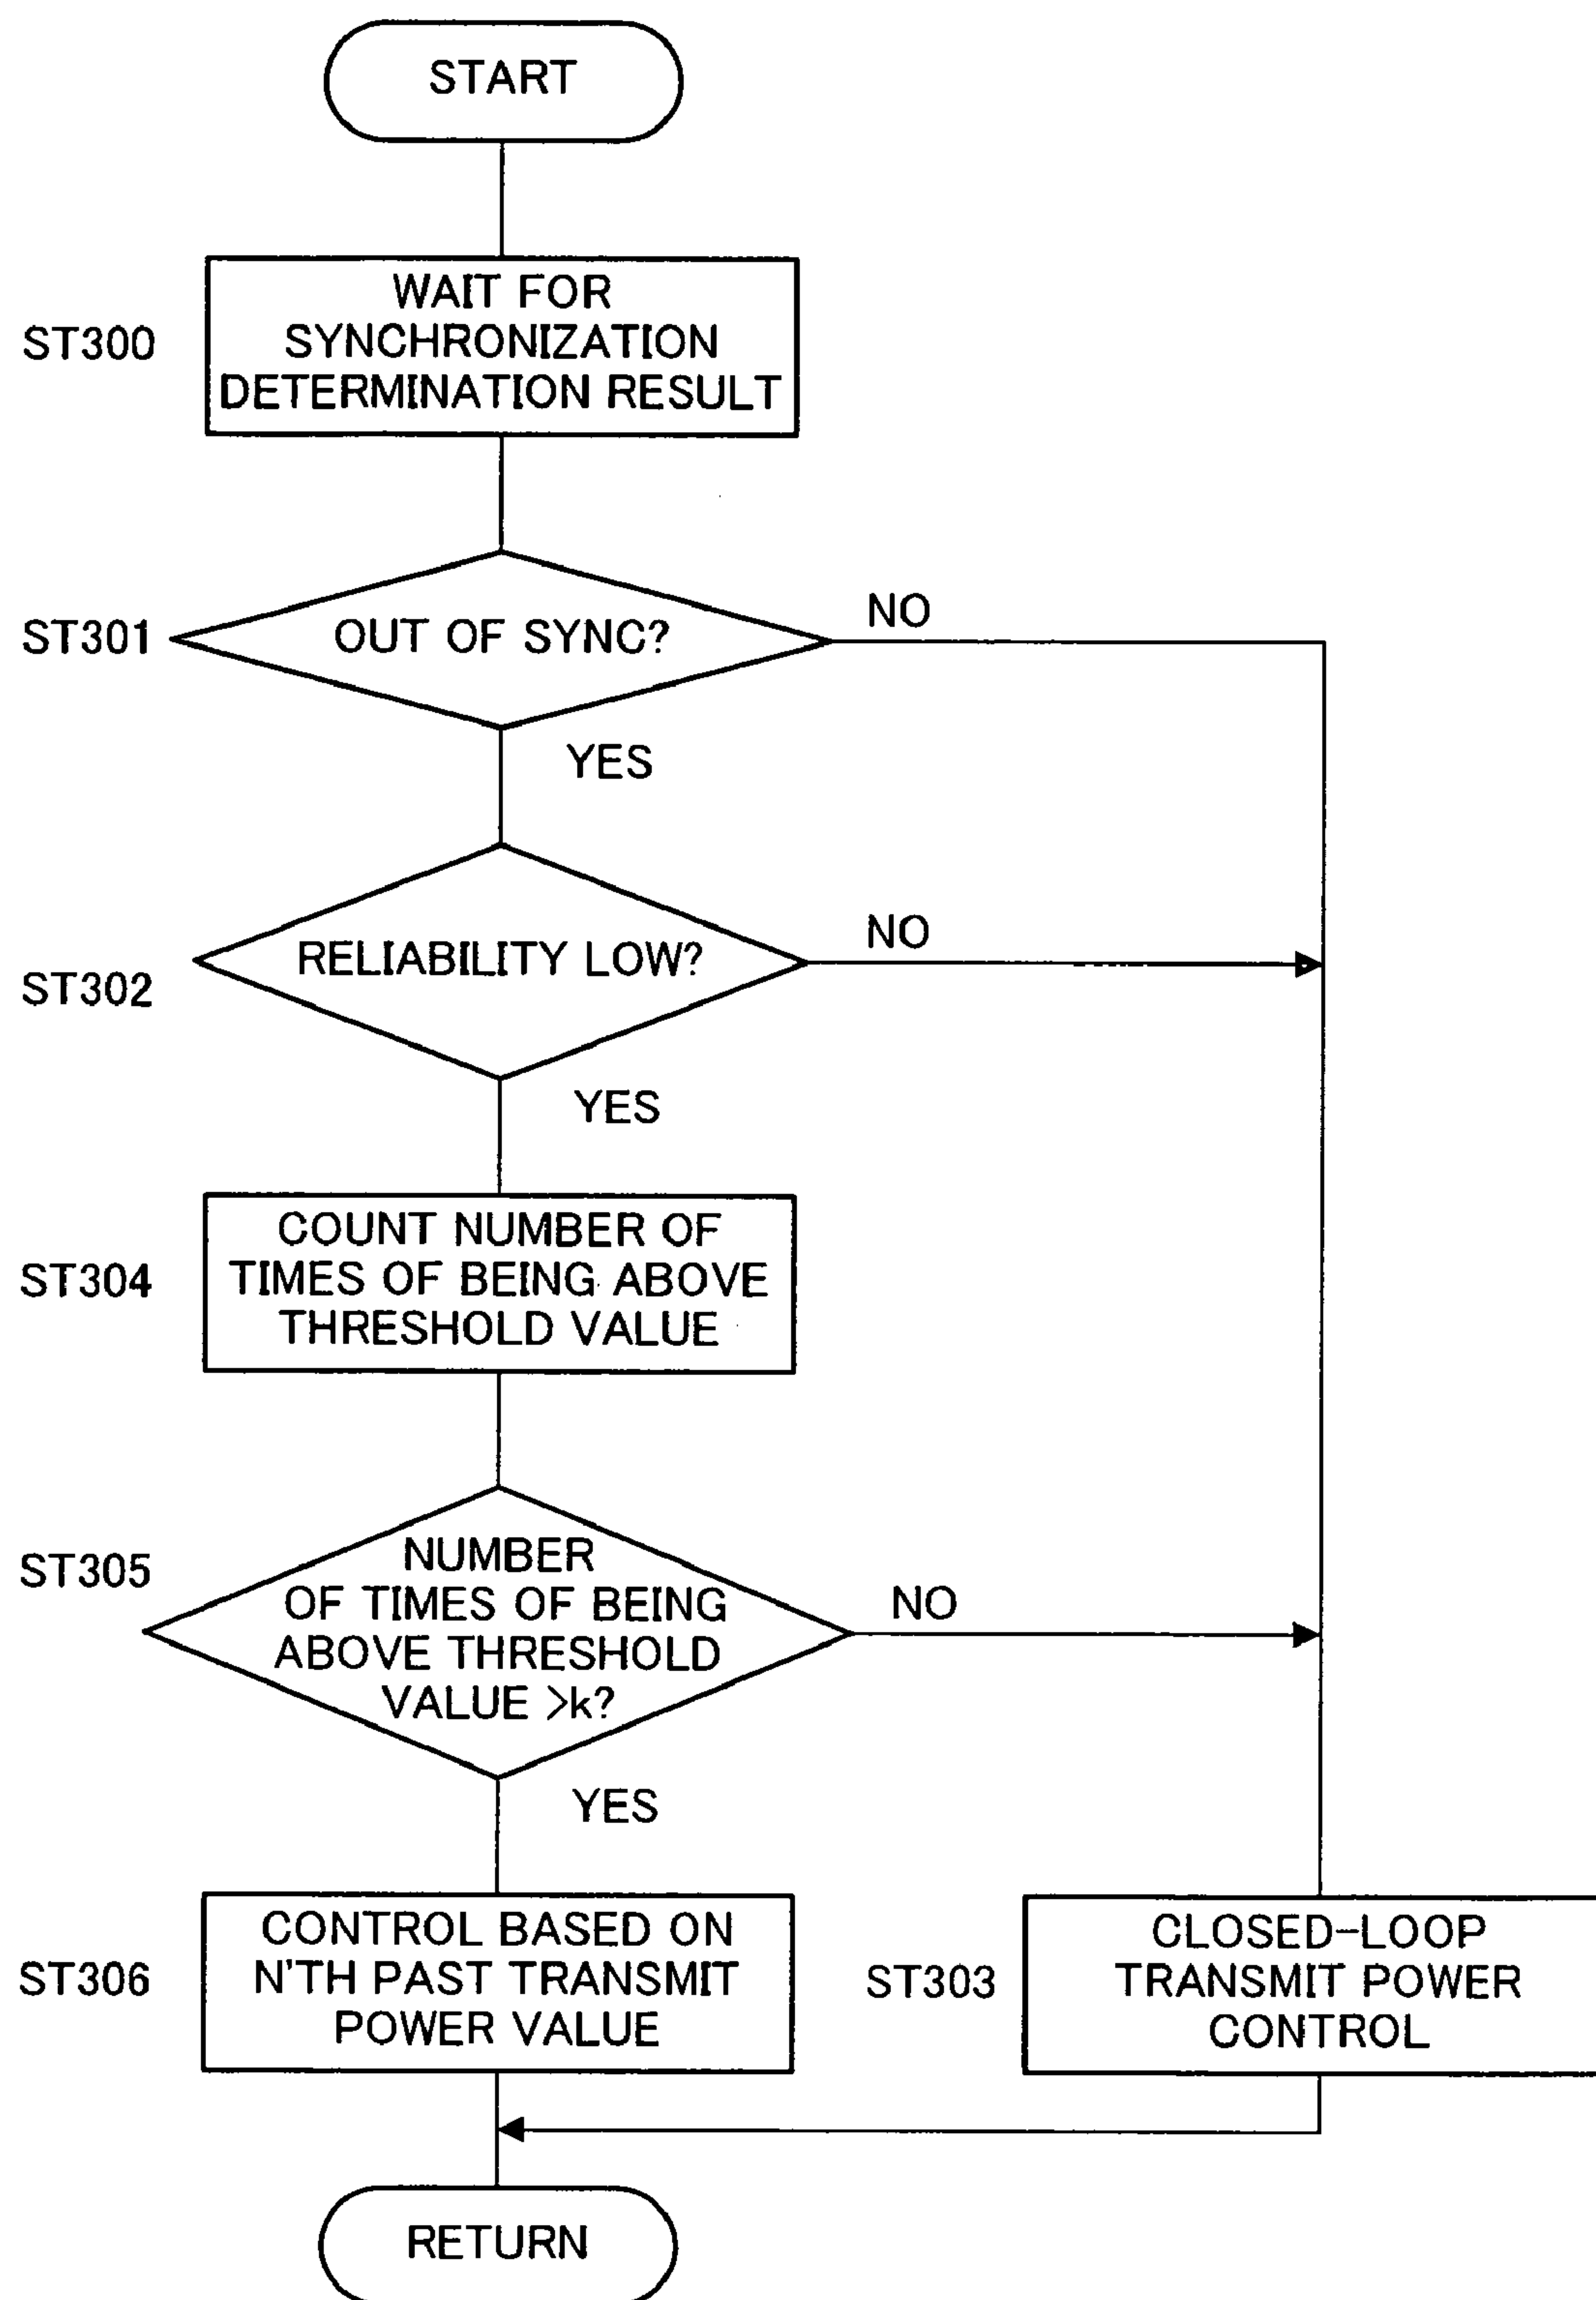 START
ST300
WAIT FOR
SYNCHRONIZATION
DETERMINATION RESULT
ST301
OUT OF SYNC?
NO
YES
ST302
RELIABILITY LOW?
NO
YES
ST304
COUNT NUMBER OF
TIMES OF BEING ABOVE
THRESHOLD VALUE
ST305
NUMBER
OF TIMES OF BEING
ABOVE THRESHOLD
VALUE >k?
NO
YES
ST306
CONTROL BASED ON
N'TH PAST TRANSMIT
POWER VALUE
ST303
CLOSED-LOOP
TRANSMIT POWER
CONTROL
RETURN